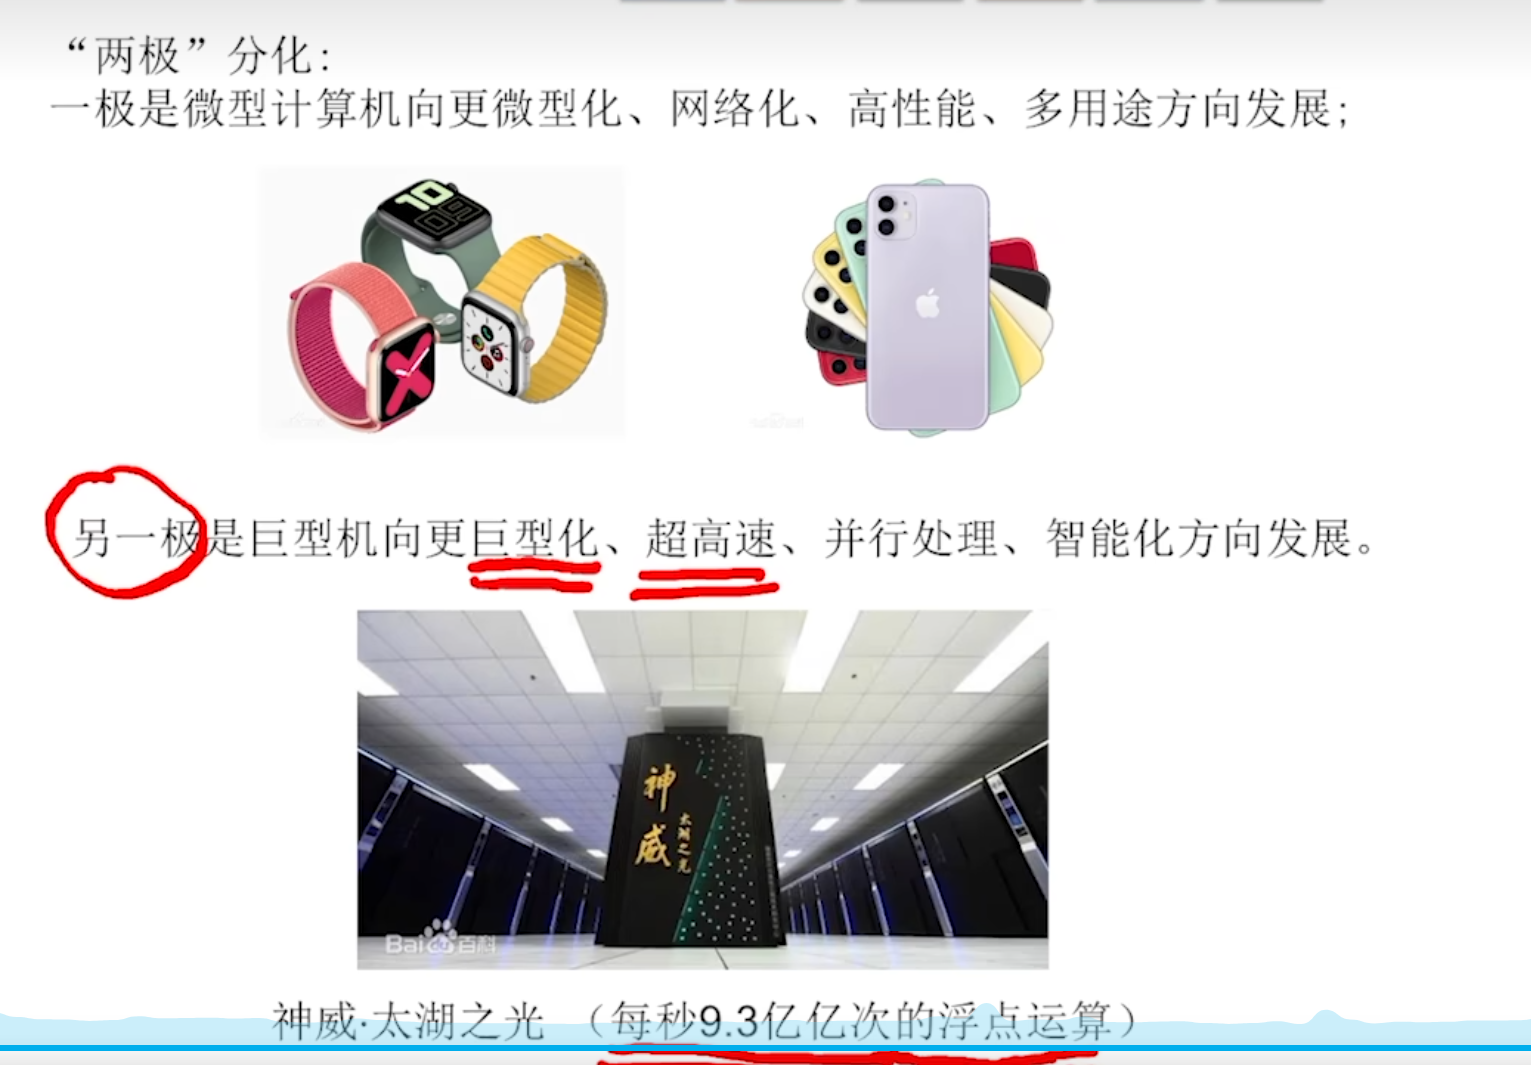 “两极”分化：
一极是微型计算机向更微型化、网络化、高性能、多用途方向发展；
10
09
另一极是巨型机向更巨型化、超高速、并行处理、智能化方向发展。
神威
太湖之光
Bai百科
神威·太湖之光 （每秒9.3亿亿次的浮点运算）